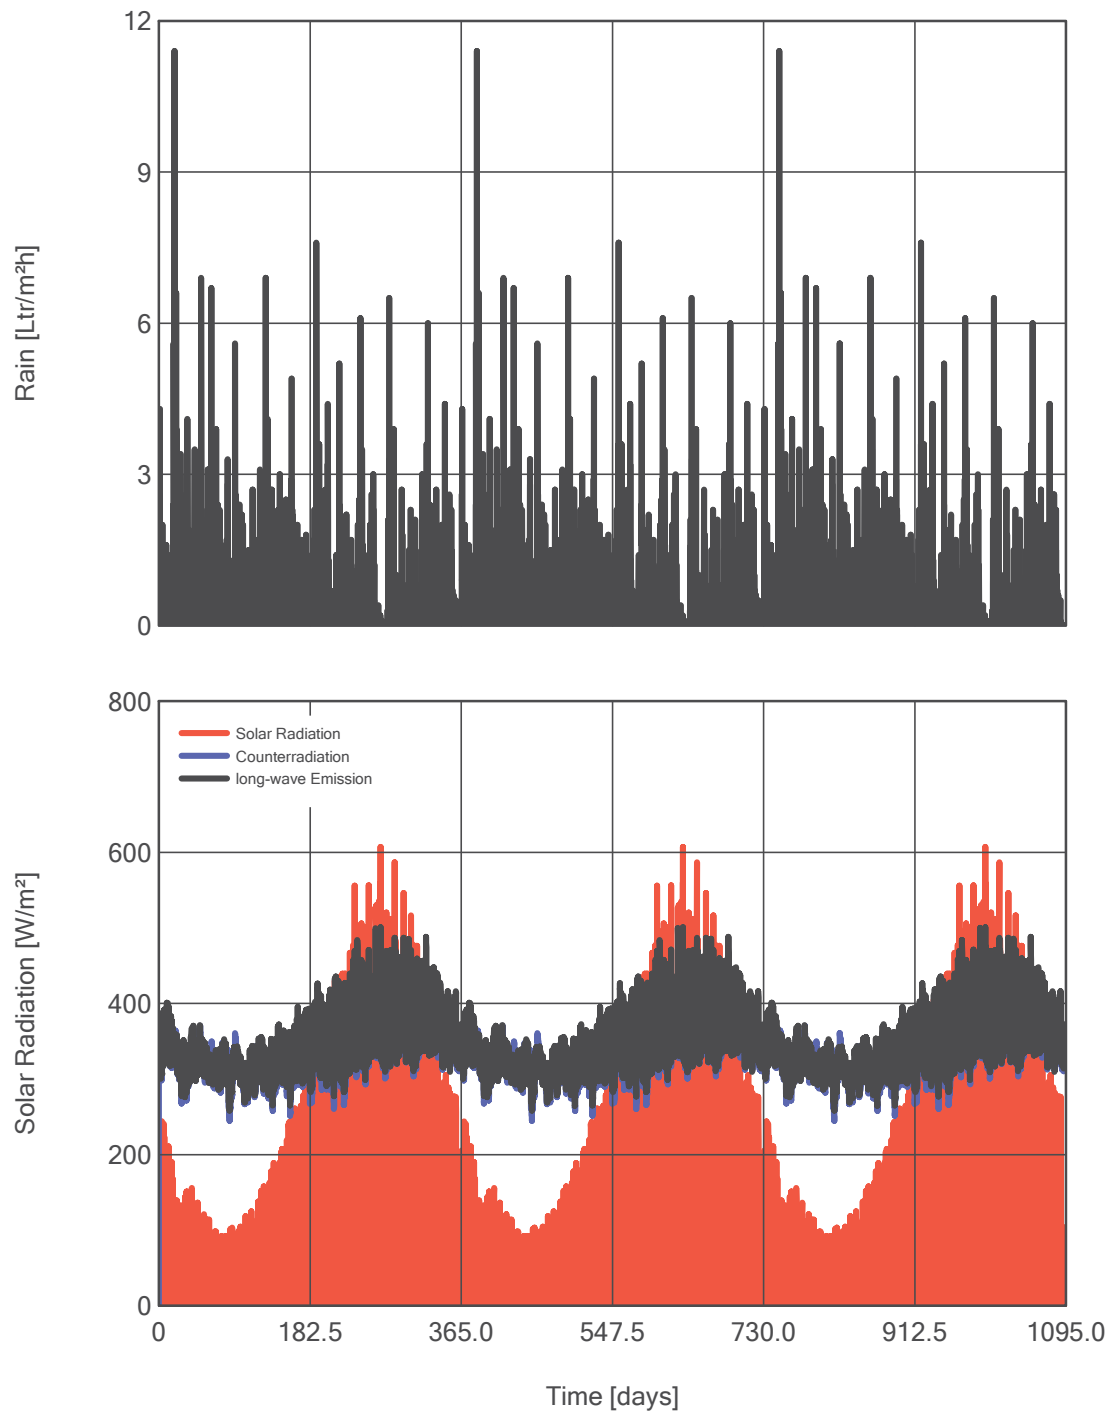 12
9
6
3
0
Rain [Ltr/m²h]
800
600
400
200
0
Solar Radiation [W/m²]
Solar Radiation
Counterradiation
long-wave Emission
0 182.5 365.0 547.5 730.0 912.5 1095.0
Time [days]